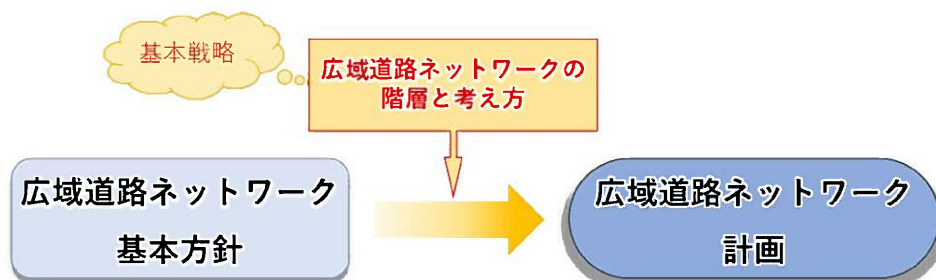 基本戦略
広域道路ネットワークの
階層と考え方
広域道路ネットワーク
基本方針
広域道路ネットワーク
計画